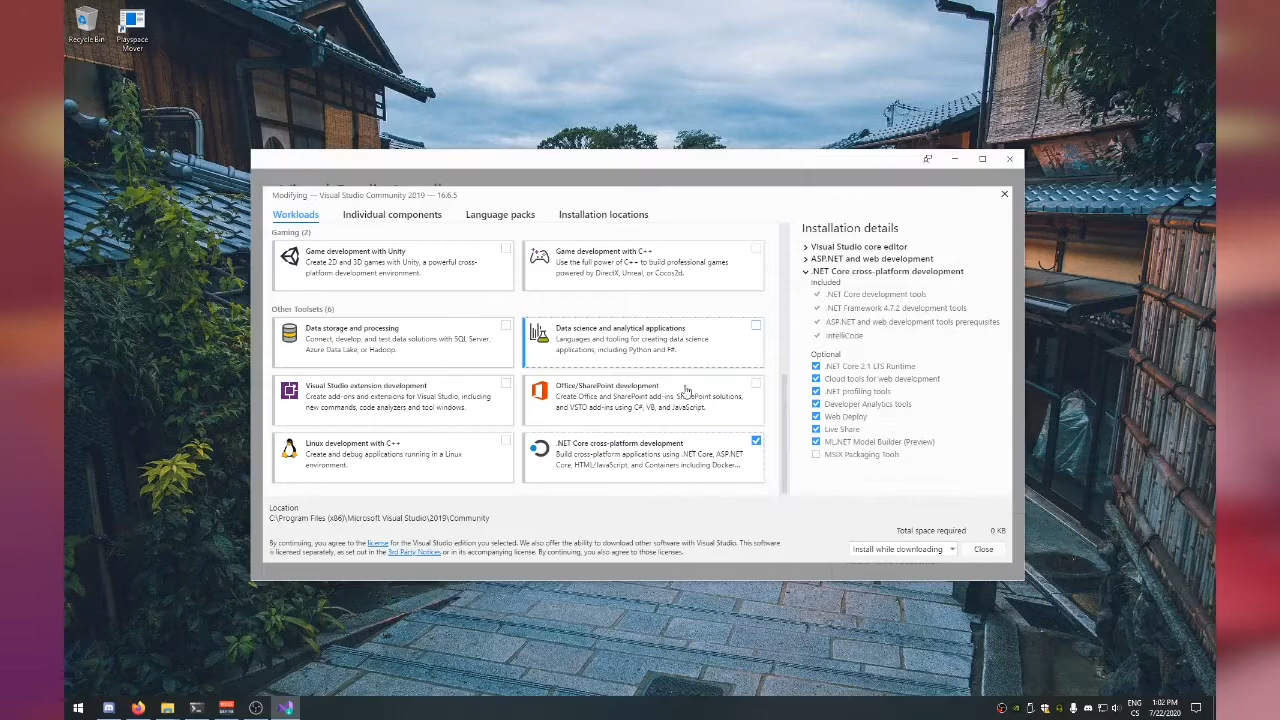 Recycle Bin
Playspace
Mover
Modifying — Visual Studio Community 2019 — 16.6.5
Workloads
Individual components
Language packs
Installation locations
Gaming (2)
Game development with Unity
Create 2D and 3D games with Unity, a powerful cross-
platform development environment.
Game development with C++
Use the full power of C++ to build professional games
powered by DirectX, Unreal, or Cocos2d.
Other Toolsets (6)
Data storage and processing
Connect, develop, and test data solutions with SQL Server,
Azure Data Lake, or Hadoop.
Data science and analytical applications
Languages and tooling for creating data science
applications, including Python and F#.
Visual Studio extension development
Create add-ons and extensions for Visual Studio, including
new commands, code analyzers and tool windows.
Office/SharePoint development
Create Office and SharePoint add-ins, SharePoint solutions,
and VSTO add-ins using C#, VB, and JavaScript.
Linux development with C++
Create and debug applications running in a Linux
environment.
.NET Core cross-platform development
Build cross-platform applications using .NET Core, ASP.NET
Core, HTML/JavaScript, and Containers including Docker...
Location
C:\Program Files (x86)\Microsoft Visual Studio\2019\Community
By continuing, you agree to the license for the Visual Studio edition you selected. We also offer the ability to download other software with Visual Studio. This software
is licensed separately, as set out in the 3rd Party Notices or in its accompanying license. By continuing, you also agree to those licenses.
Installation details
Visual Studio core editor
ASP.NET and web development
.NET Core cross-platform development
Included
.NET Core development tools
.NET Framework 4.7.2 development tools
ASP.NET and web development tools prerequisites
IntelliCode
Optional
.NET Core 2.1 LTS Runtime
Cloud tools for web development
.NET profiling tools
Developer Analytics tools
Web Deploy
Live Share
ML.NET Model Builder (Preview)
MSIX Packaging Tools
Total space required
0 KB
Install while downloading
Close
ENG
CS
1:02 PM
7/22/2020